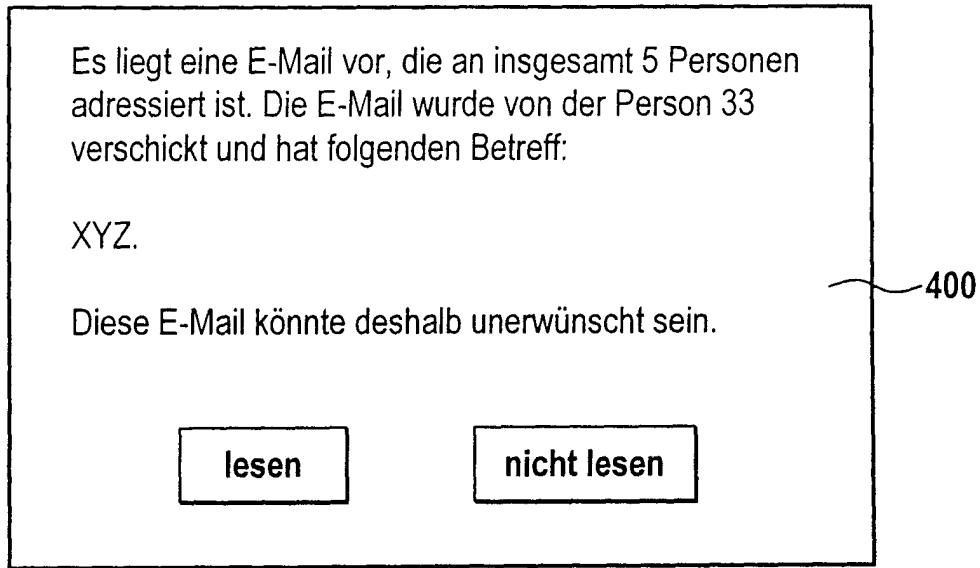 Es liegt eine E-Mail vor, die an insgesamt 5 Personen
adressiert ist. Die E-Mail wurde von der Person 33
verschickt und hat folgenden Betreff:
XYZ.
400
Diese E-Mail könnte deshalb unerwünscht sein.
lesen
nicht lesen